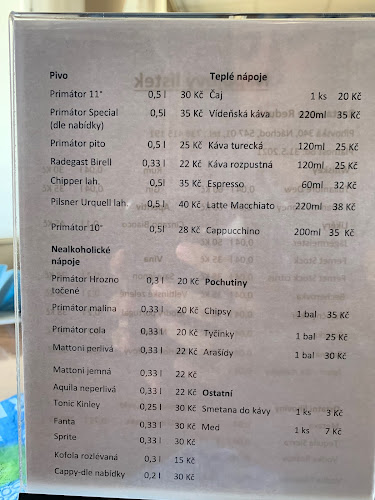 Pivo
Primátor 11° 0,5 l 30 Kč
Primátor Special 0,5l 35 Kč
(dle nabídky)
Primátor pito 0,5 l 25 Kč
Radegast Birell 0,33 l 22 Kč
Chipper lah. 0,5l 35 Kč
Pilsner Urquell lah. 0,5l 40 Kč
Primátor 10° 0,5l 28 Kč
Nealkoholické
nápoje
Primátor Hrozno 0,3 l 20 Kč
točené
Primátor malina 0,33 l 20 Kč
Primátor cola 0,33l 20 Kč
Mattoni perlivá 0,33 l 22 Kč
Mattoni jemná 0,33 l 22 Kč
Aquila neperlivá 0,33 l 22 Kč
Tonic Kinley 0,25 l 30 Kč
Fanta 0,33 l 30 Kč
Sprite 0,33 l 30 Kč
Kofola rozlévaná 0,3 l 15 Kč
Cappy-dle nabídky 0,2 l 30 Kč
Teplé nápoje
Čaj 1 ks 20 Kč
Vídeňská káva 220ml 35 Kč
Káva turecká 120ml 25 Kč
Káva rozpustná 120ml 25 Kč
Espresso 60ml 32 Kč
Latte Macchiato 220ml 38 Kč
Cappucchino 200ml 35 Kč
Pochutiny
Chipsy 1 bal 35 Kč
Tyčinky 1 bal 25 Kč
Arašídy 1 bal 30 Kč
Ostatní
Smetana do kávy 1 ks 3 Kč
Med 1 ks 7 Kč